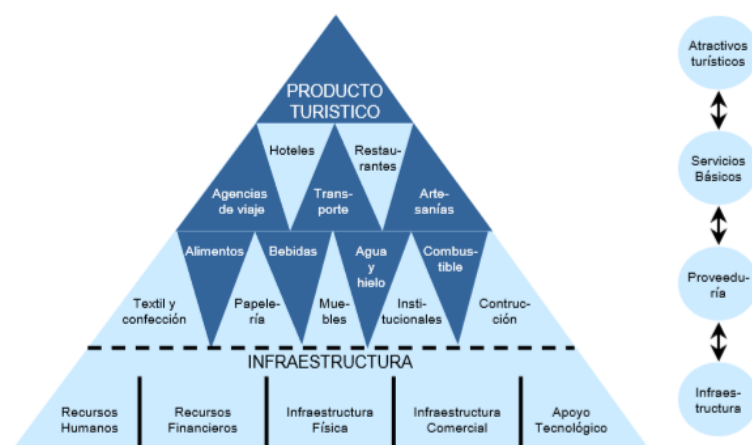 PRODUCTO
TURISTICO
Hoteles
Restau-
rantes
Agencias
de viaje
Trans-
porte
Arte-
sanías
Alimentos
Bebidas
Agua
y
hielo
Combus-
tible
Textil y
confección
Papele-
ría
Mue-
bles
Insti-
tucionales
Contruc-
ción
INFRAESTRUCTURA
Recursos
Humanos
Recursos
Financieros
Infraestructura
Física
Infraestructura
Comercial
Apoyo
Tecnológico
Atractivos
turísticos
Servicios
Básicos
Proveedu-
ría
Infraes-
tructura